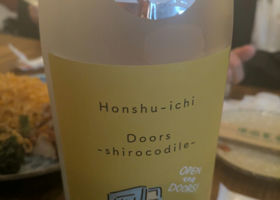 Honshu-ichi
Doors
-shirocodile-
OPEN
THE
DOORS!